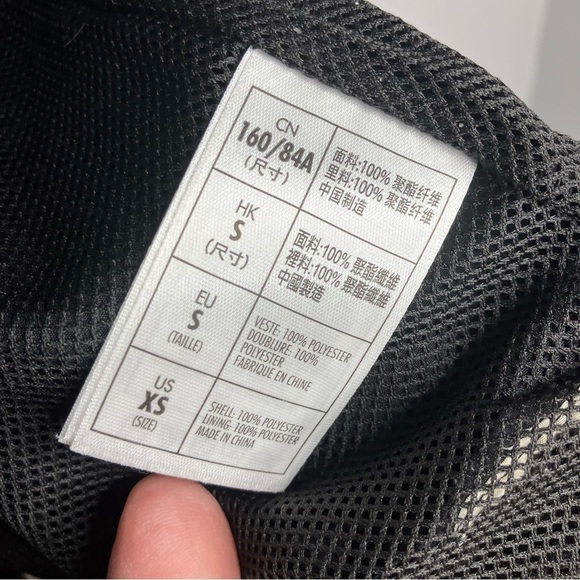 CN
160/84A
(尺寸)
面料:100% 聚酯纤维
里料:100% 聚酯纤维
中国制造
HK
S
(尺寸)
面料:100% 聚酯纖維
裡料:100% 聚酯纖維
中國製造
EU
S
(TAILLE)
VESTE: 100% POLYESTER
DOUBLURE: 100%
POLYESTER
FABRIQUE EN CHINE
US
XS
(SIZE)
SHELL: 100% POLYESTER
LINING: 100% POLYESTER
MADE IN CHINA